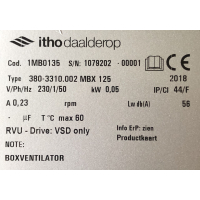 itho daalderop
Cod. 1MB0135 S/N: 1078202 - 00001
Type 380-3310.002 MBX 125 2018
V/Ph/Hz 230/1/50 kW 0,05 IP/Cl 44/F
A 0,23 rpm Lw db(A) 56
- µF T °C max 60 Info ErP: zien
RVU - Drive: VSD only Productkaart
Note:
BOXVENTILATOR